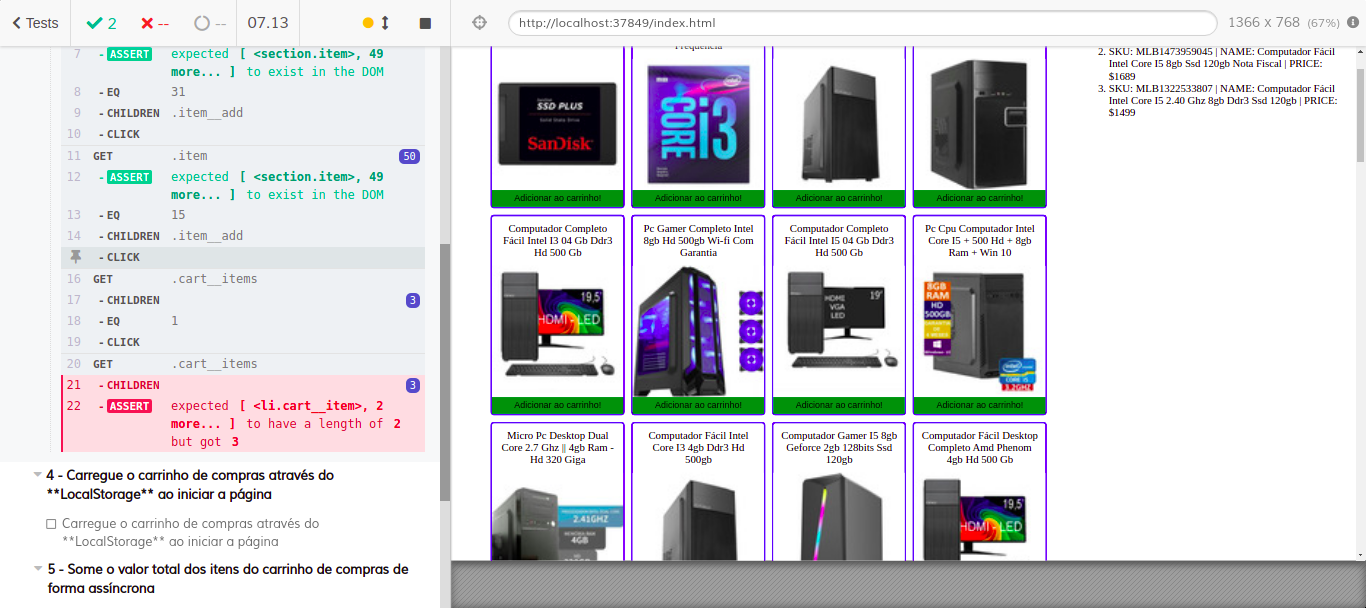 Tests
2
--
--
07.13
http://localhost:37849/index.html
1366 x 768 (67%)
7 -ASSERT expected [ <section.item>, 49
more... ] to exist in the DOM
8 -EQ 31
9 -CHILDREN .item__add
10 -CLICK
11 GET .item 50
12 -ASSERT expected [ <section.item>, 49
more... ] to exist in the DOM
13 -EQ 15
14 -CHILDREN .item__add
-CLICK
16 GET .cart__items
17 -CHILDREN 3
18 -EQ 1
19 -CLICK
20 GET .cart__items
21 -CHILDREN 3
22 -ASSERT expected [ <li.cart__item>, 2
more... ] to have a length of 2
but got 3
4 - Carregue o carrinho de compras através do
**LocalStorage** ao iniciar a página
Carregue o carrinho de compras através do
**LocalStorage** ao iniciar a página
5 - Some o valor total dos itens do carrinho de compras de
forma assíncrona
Frequência
SanDisk
SSD PLUS
SanDisk
intel
CORE i3
Adicionar ao carrinho!
Adicionar ao carrinho!
Adicionar ao carrinho!
Adicionar ao carrinho!
Computador Completo
Fácil Intel I3 04 Gb Ddr3
Hd 500 Gb
19,5"
HDMI - LED
Adicionar ao carrinho!
Pc Gamer Completo Intel
8gb Hd 500gb Wi-fi Com
Garantia
Adicionar ao carrinho!
Computador Completo
Fácil Intel I5 04 Gb Ddr3
Hd 500 Gb
19"
HDMI
VGA
LED
Adicionar ao carrinho!
Pc Cpu Computador Intel
Core I5 + 500 Hd + 8gb
Ram + Win 10
8GB
RAM
HD
500GB
intel
CORE i5
3.2GHZ
Adicionar ao carrinho!
Micro Pc Desktop Dual
Core 2.7 Ghz || 4gb Ram -
Hd 320 Giga
2.41GHZ
4GB
Computador Fácil Intel
Core I3 4gb Ddr3 Hd
500gb
Computador Gamer I5 8gb
Geforce 2gb 128bits Ssd
120gb
Computador Fácil Desktop
Completo Amd Phenom
4gb Hd 500 Gb
19,5"
HDMI - LED
2. SKU: MLB1473959045 | NAME: Computador Fácil
Intel Core I5 8gb Ssd 120gb Nota Fiscal | PRICE:
$1689
3. SKU: MLB1322533807 | NAME: Computador Fácil
Intel Core I5 2.40 Ghz 8gb Ddr3 Ssd 120gb | PRICE:
$1499